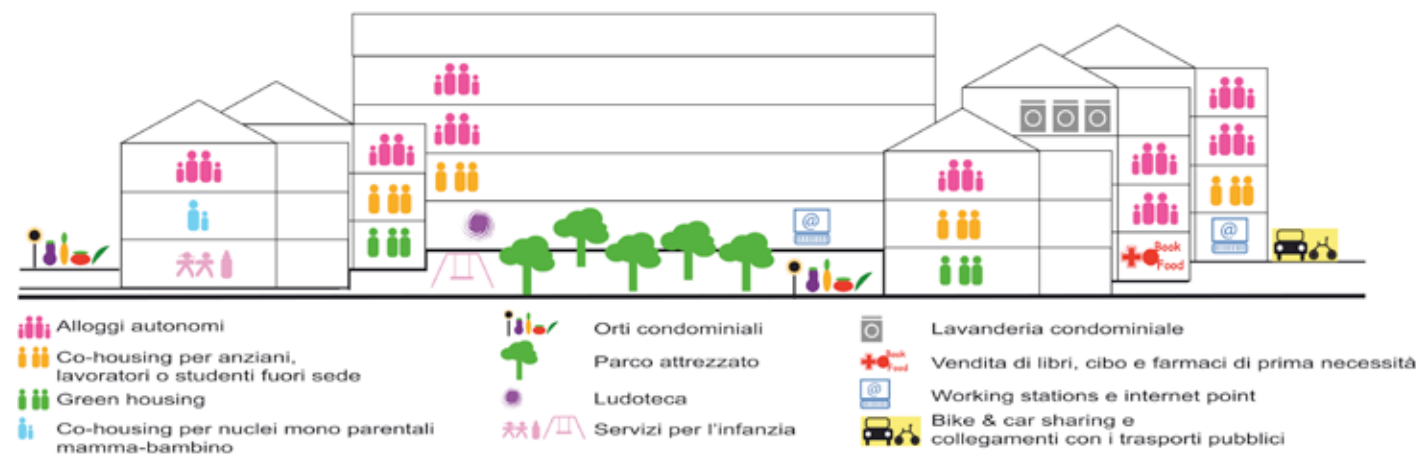 @
@
Book
Food
Alloggi autonomi
Co-housing per anziani,
lavoratori o studenti fuori sede
Green housing
Co-housing per nuclei mono parentali
mamma-bambino
Orti condominiali
Parco attrezzato
Ludoteca
Servizi per l'infanzia
Lavanderia condominiale
Book
Food
Vendita di libri, cibo e farmaci di prima necessità
@
Working stations e internet point
Bike & car sharing e
collegamenti con i trasporti pubblici